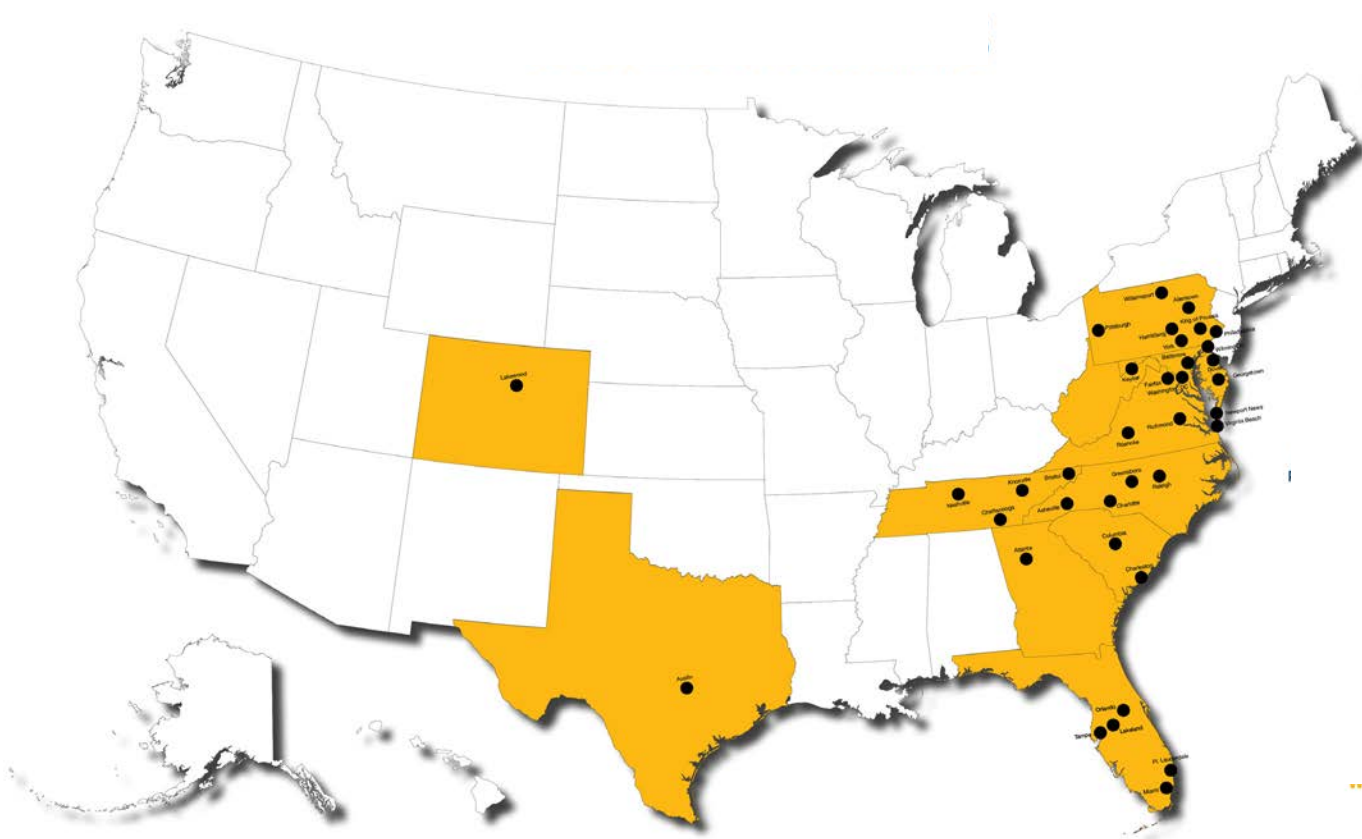 Williamsport
Allentown
Pittsburgh
Harrisburg
King of Prussia
Philadelphia
York
Wilmington
Baltimore
Dover
Keyser
Fairfax
Washington, DC
Georgetown
Newport News
Virginia Beach
Richmond
Roanoke
Lakewood
Bristol
Greensboro
Raleigh
Knoxville
Nashville
Asheville
Charlotte
Chattanooga
Columbia
Atlanta
Charleston
Austin
Orlando
Lakeland
Tampa
Ft. Lauderdale
Miami